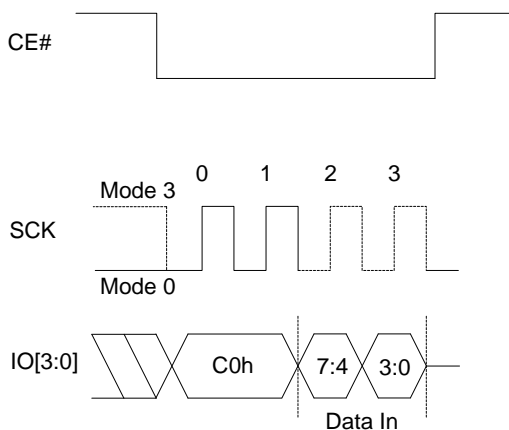 CE#
0 1 2 3
Mode 3
SCK
Mode 0
IO[3:0] C0h 7:4 3:0
Data In